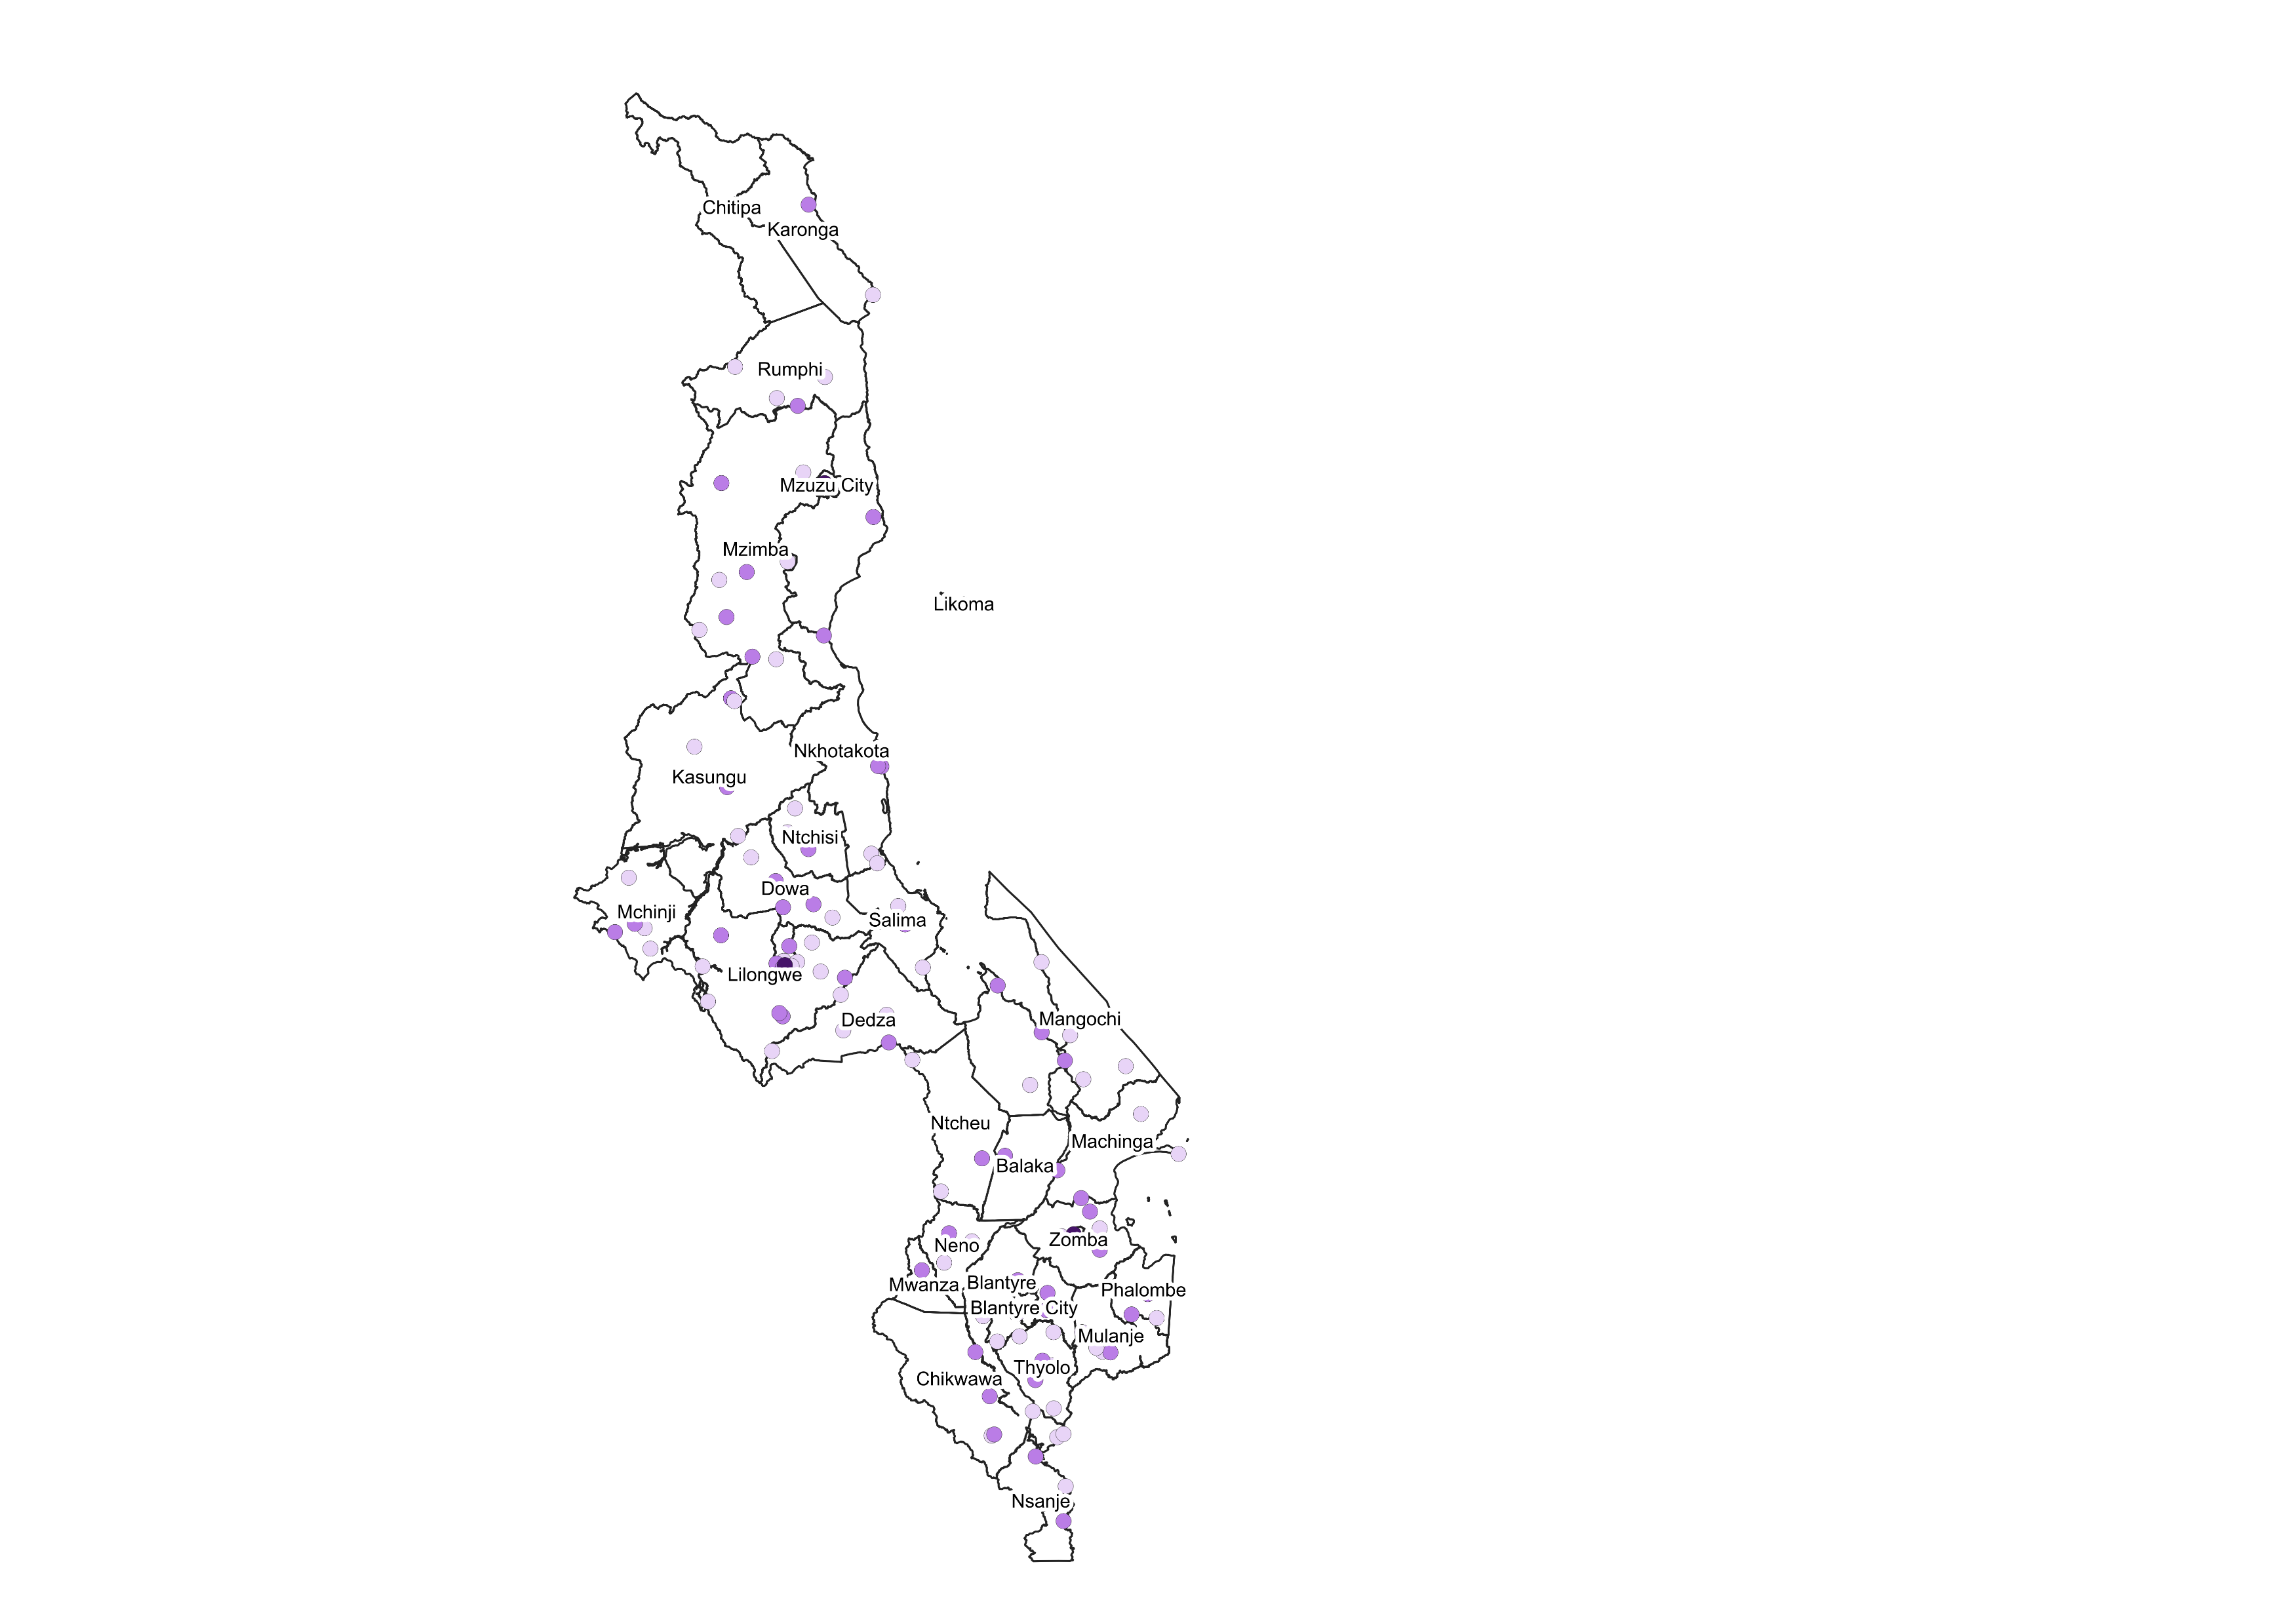 Chitipa
Karonga
Rumphi
Mzuzu City
Mzimba
Likoma
Nkhotakota
Kasungu
Ntchisi
Dowa
Mchinji
Salima
Lilongwe
Dedza
Mangochi
Ntcheu
Machinga
Balaka
Zomba
Neno
Mwanza
Blantyre
Phalombe
Blantyre City
Mulanje
Thyolo
Chikwawa
Nsanje